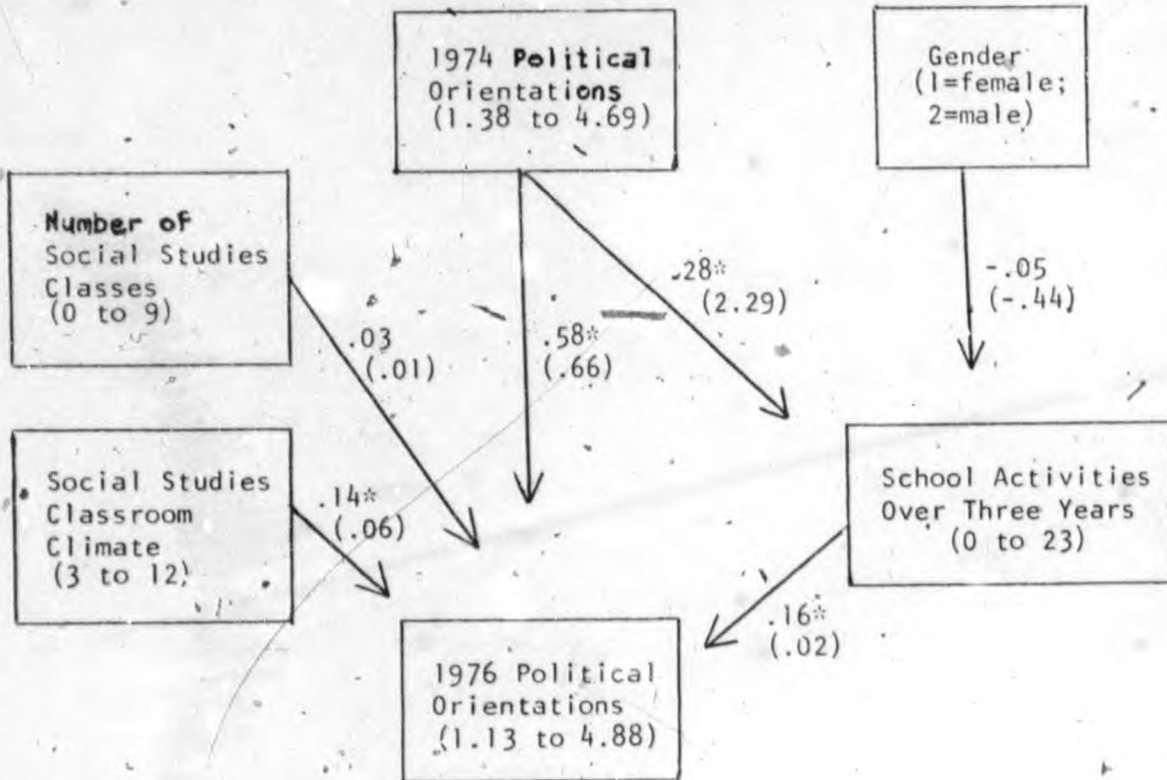 1974 Political
Orientations
(1.38 to 4.69)
Gender
(1=female;
2=male)
Number of
Social Studies
Classes
(0 to 9)
.28*
(2.29)
-.05
(-.44)
.03
(.01)
.58*
(.66)
Social Studies
Classroom
Climate
(3 to 12)
.14*
(.06)
School Activities
Over Three Years
(0 to 23)
.16*
(.02)
1976 Political
Orientations
(1.13 to 4.88)